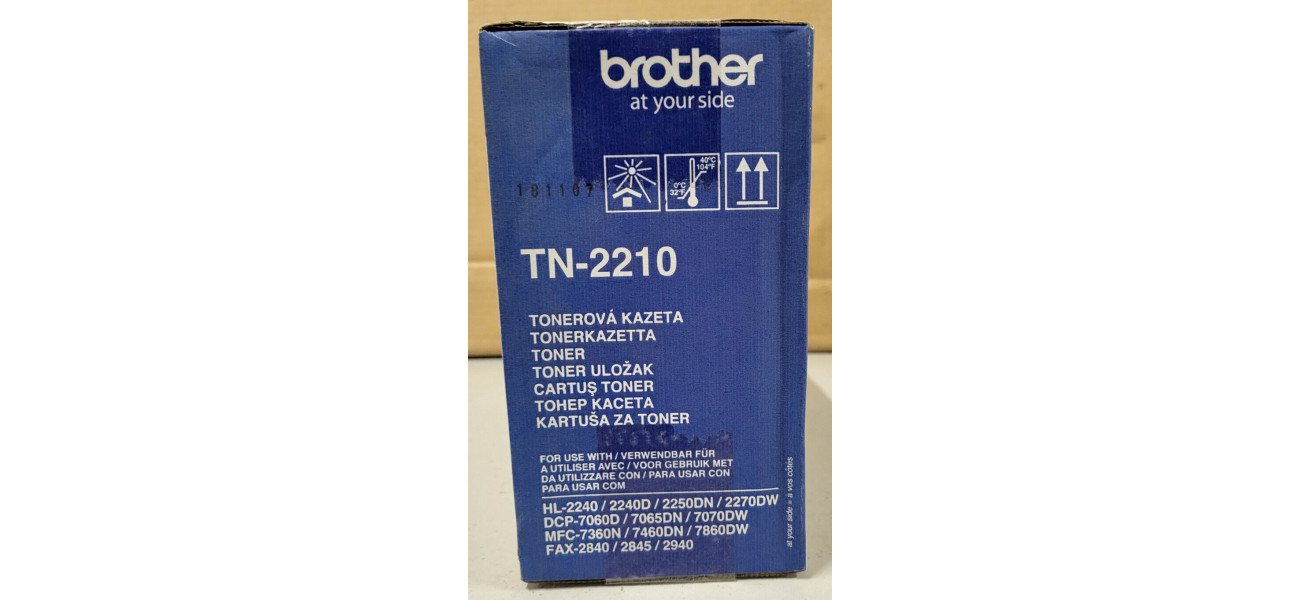 brother
at your side
40°C
104°F
0°C
32°F
181107
TN-2210
TONEROVÁ KAZETA
TONERKAZETTA
TONER
TONER ULOŽAK
CARTUŞ TONER
ТОНЕР КАСЕТА
KARTUŠA ZA TONER
FOR USE WITH / VERWENDBAR FÜR
A UTILISER AVEC / VOOR GEBRUIK MET
DA UTILIZZARE CON / PARA USAR CON
PARA USAR COM
HL-2240 / 2240D / 2250DN / 2270DW
DCP-7060D / 7065DN / 7070DW
MFC-7360N / 7460DN / 7860DW
FAX-2840 / 2845 / 2940
at your side = à vos côtés